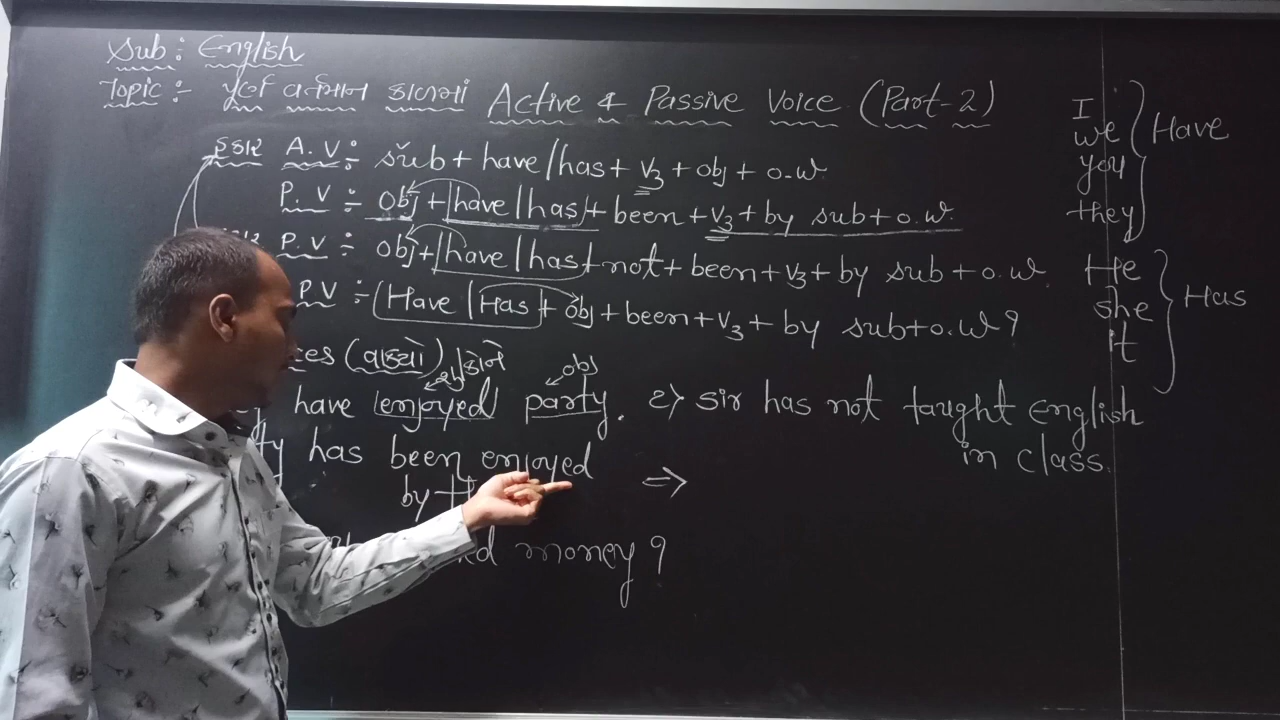 Sub : English
Topic :- પૂર્ણ વર્તમાન કાળમાં Active & Passive Voice (Part-2)
હકાર A.V :- sub + have/has + v3 + obj + o.w
P.V :- obj + have/has + been + v3 + by sub + o.w.
P.V :- obj + have/has + not + been + v3 + by sub + o.w.
P.V :- Have/Has + obj + been + v3 + by sub + o.w?
I
we
you
they
Have
He
she
it
Has
(વાક્યો)
obj
have enjoyed party.
has been enjoyed
by
money?
2) sir has not taught English
in class.
⇒